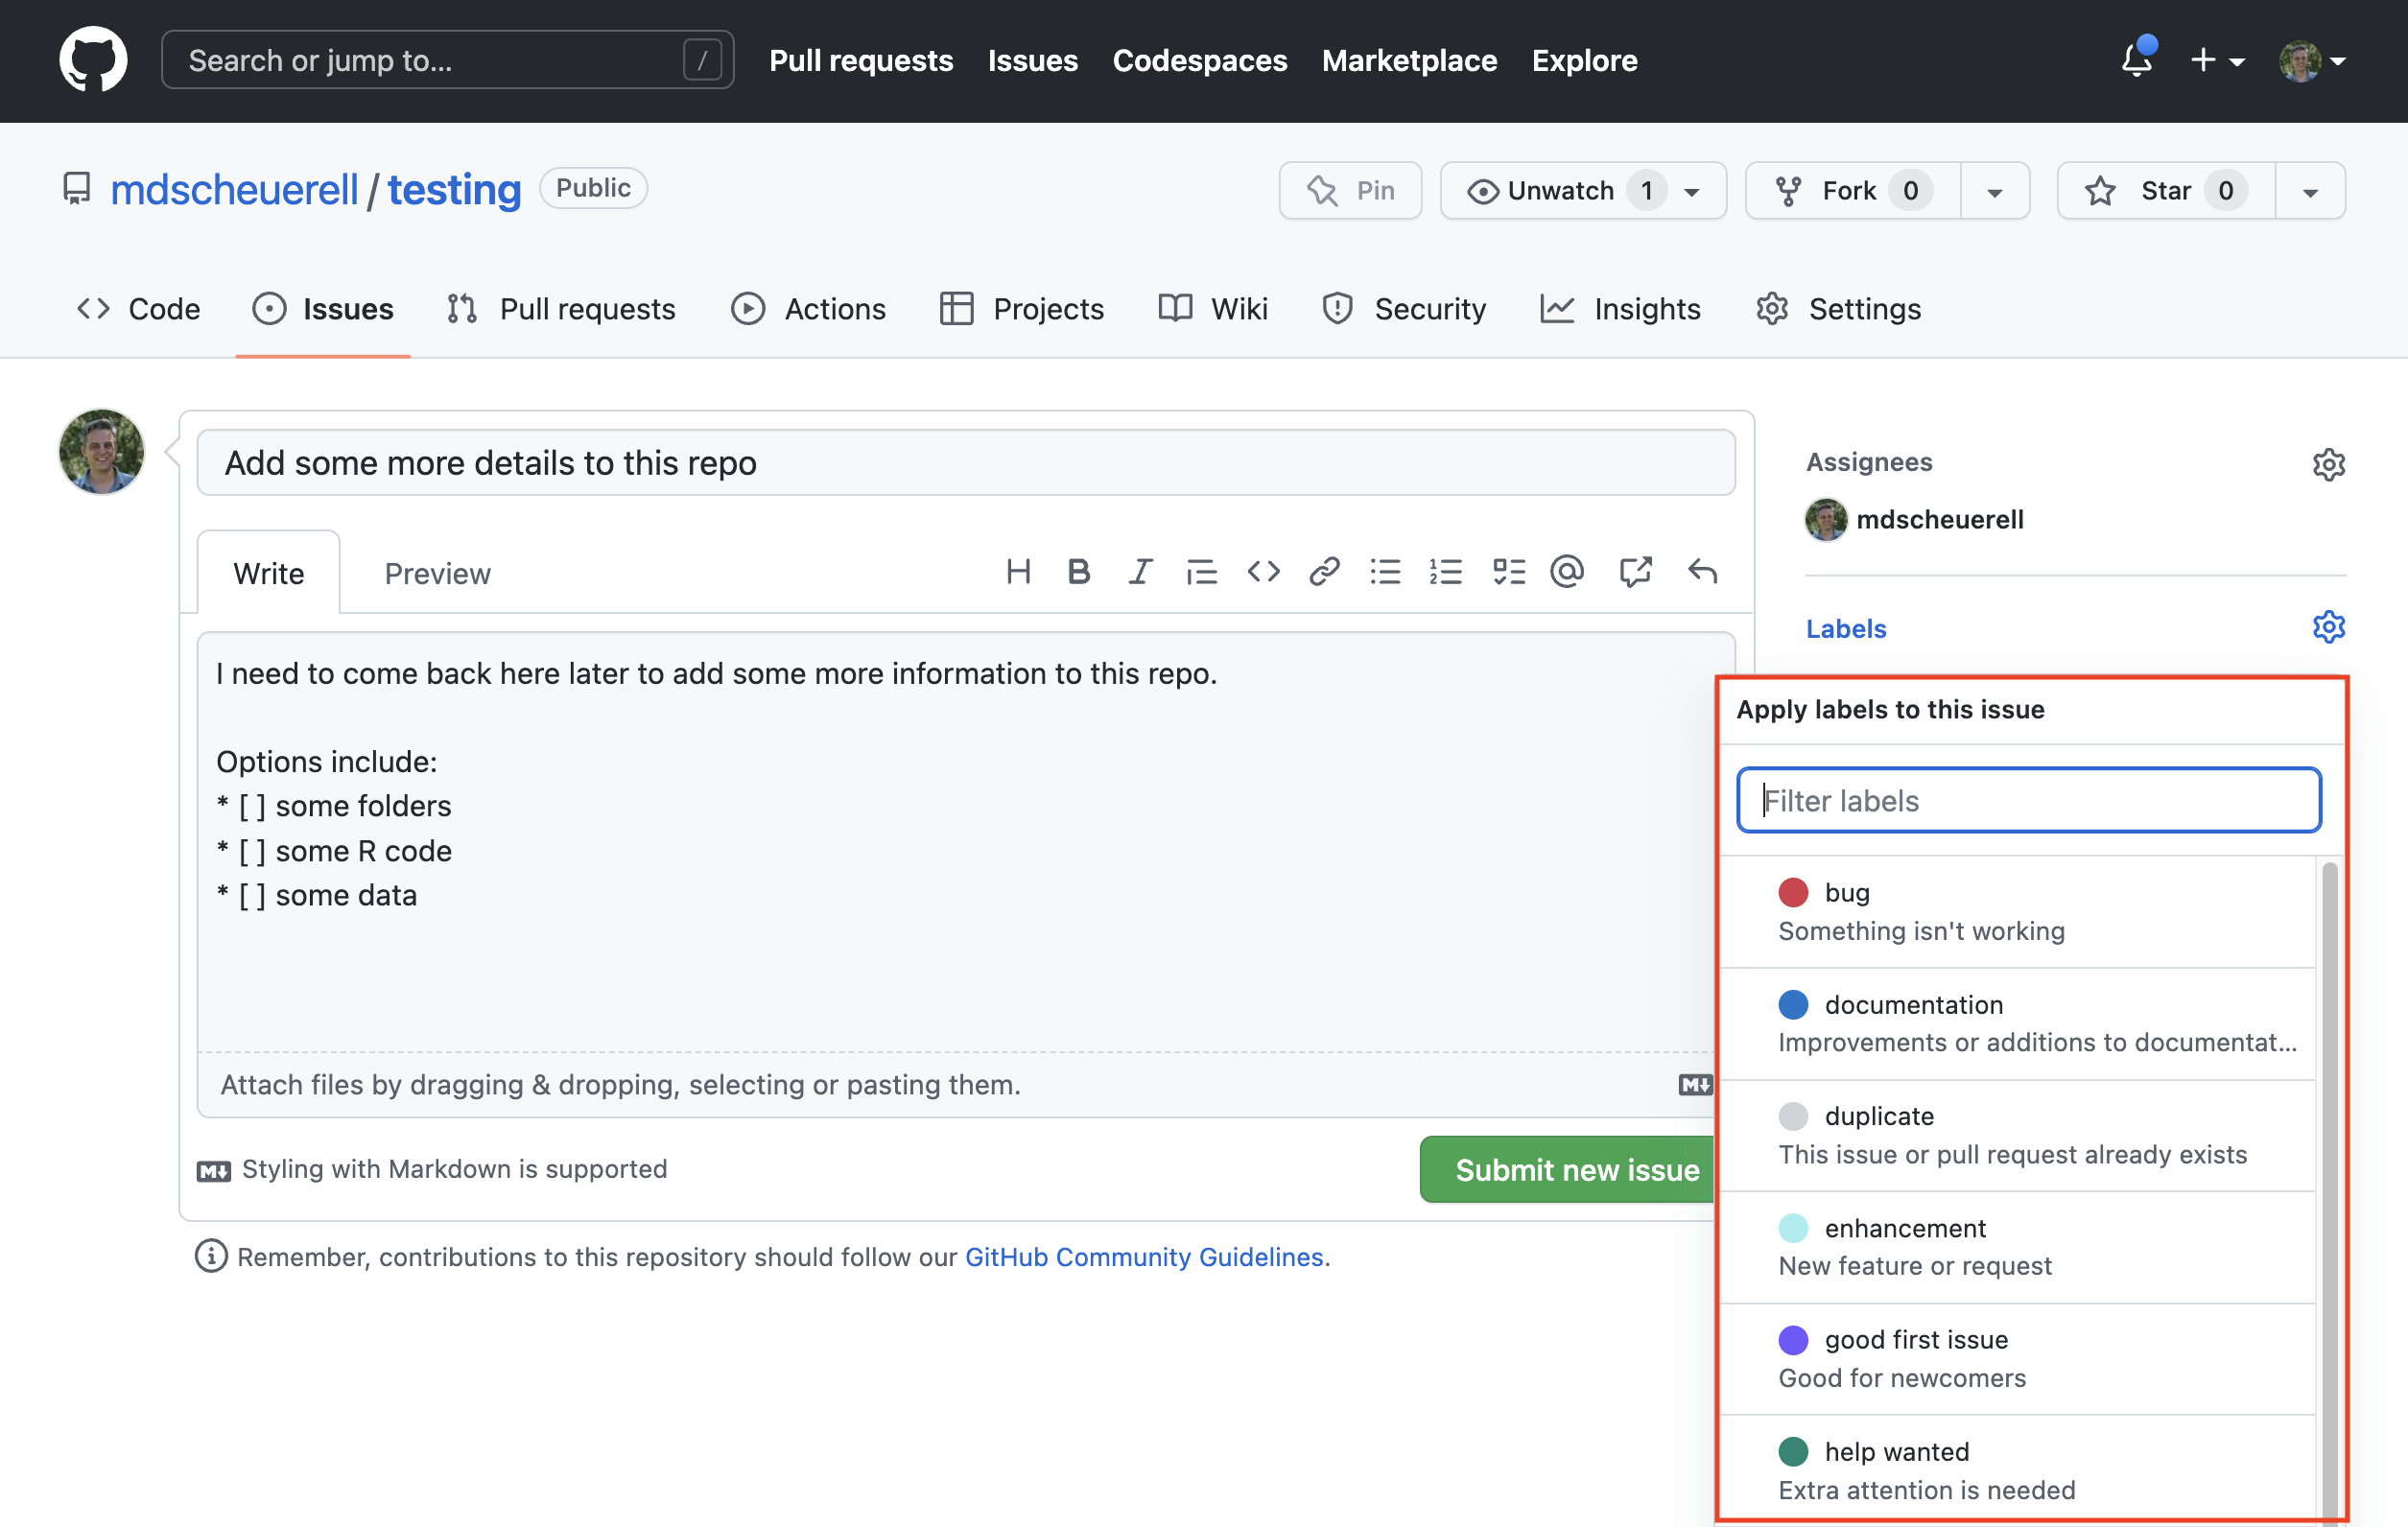 Search or jump to... /
Pull requests Issues Codespaces Marketplace Explore
mdscheuerell / testing Public
Pin Unwatch 1 Fork 0 Star 0
Code Issues Pull requests Actions Projects Wiki Security Insights Settings
Add some more details to this repo
Write Preview
I need to come back here later to add some more information to this repo.
Options include:
* [ ] some folders
* [ ] some R code
* [ ] some data
Attach files by dragging & dropping, selecting or pasting them.
Styling with Markdown is supported
Submit new issue
Remember, contributions to this repository should follow our GitHub Community Guidelines.
Assignees
mdscheuerell
Labels
Apply labels to this issue
Filter labels
bug
Something isn't working
documentation
Improvements or additions to documentat...
duplicate
This issue or pull request already exists
enhancement
New feature or request
good first issue
Good for newcomers
help wanted
Extra attention is needed